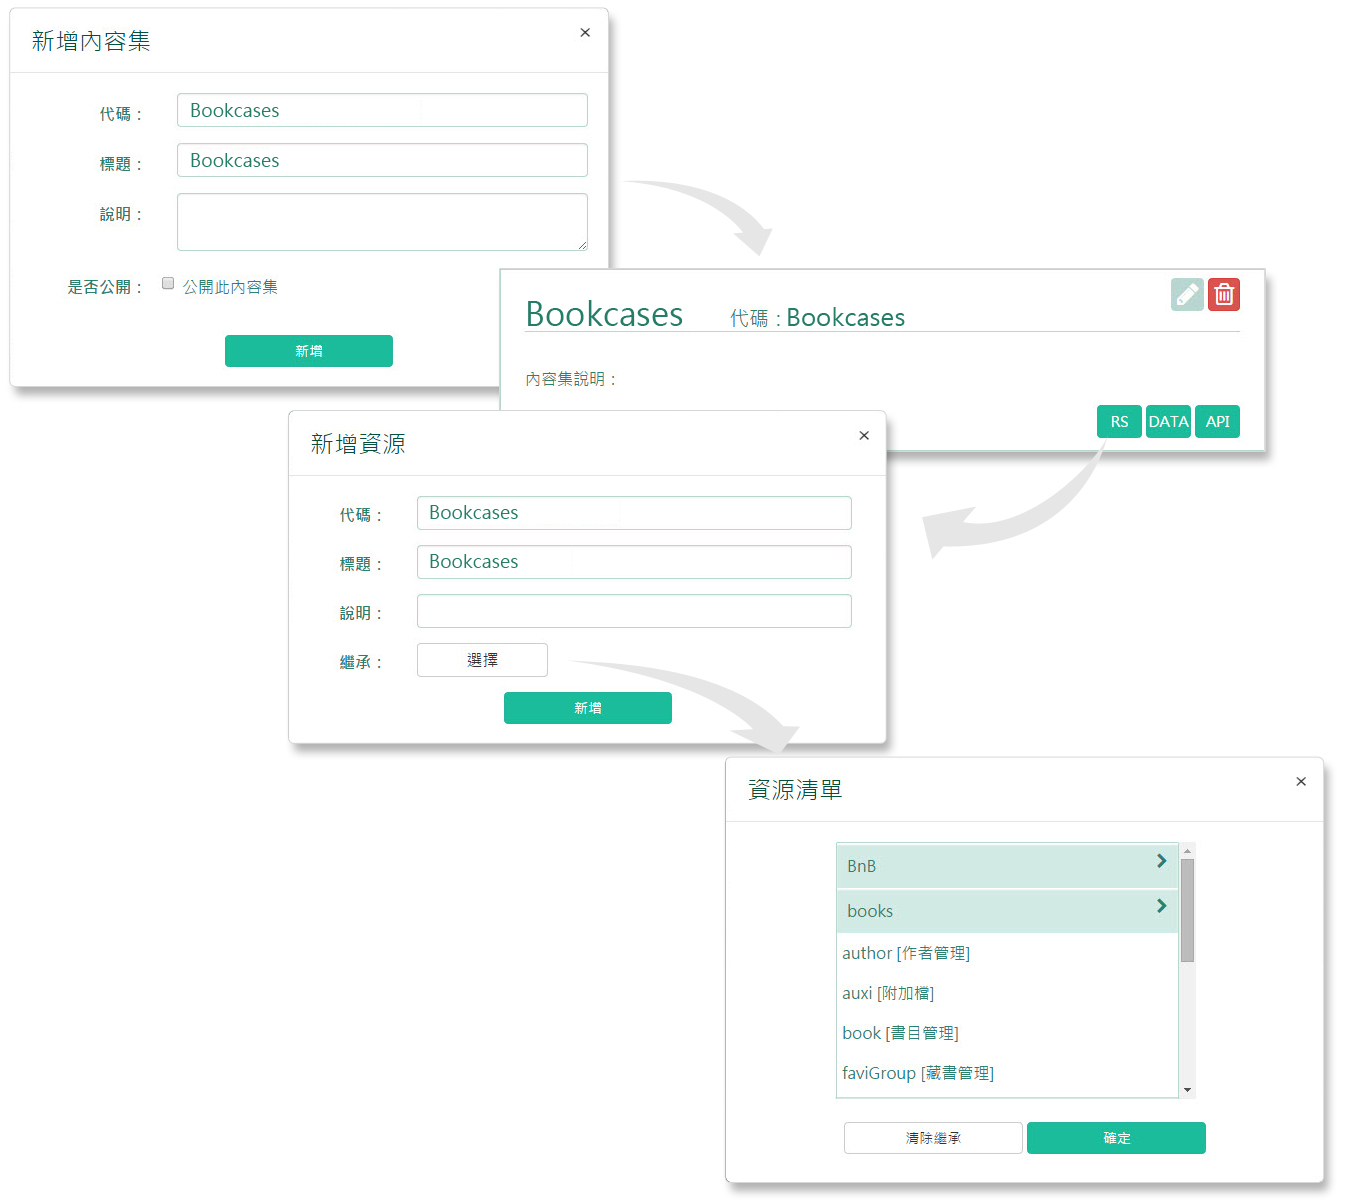 新增內容集
×
代碼：
Bookcases
標題：
Bookcases
說明：
是否公開：
公開此內容集
新增
Bookcases
代碼：Bookcases
內容集說明：
RS
DATA
API
新增資源
×
代碼：
Bookcases
標題：
Bookcases
說明：
繼承：
選擇
新增
資源清單
×
BnB
books
author [作者管理]
auxi [附加檔]
book [書目管理]
faviGroup [藏書管理]
清除繼承
確定